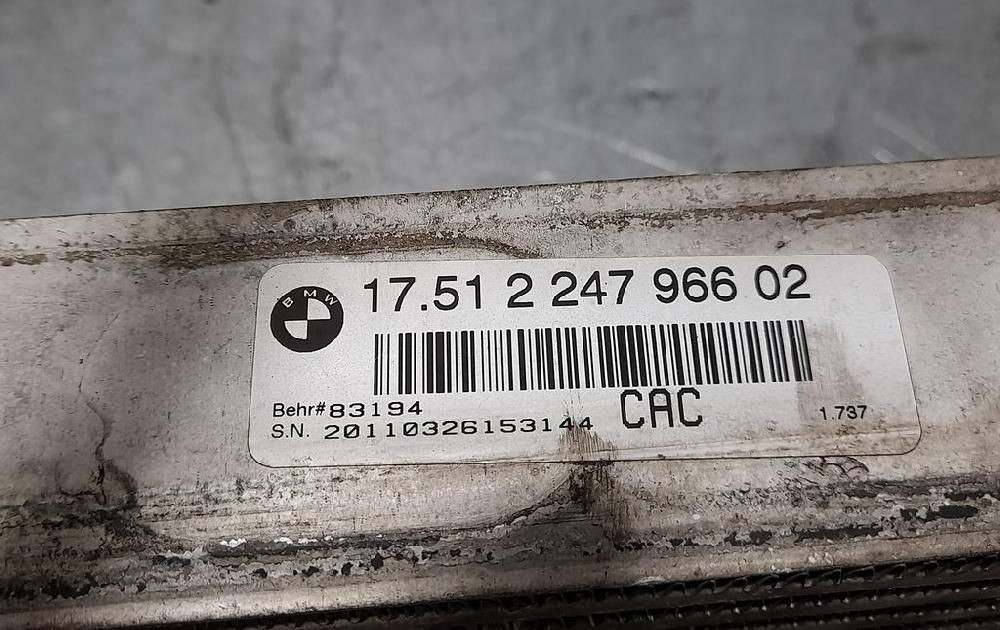 BMW
17.51 2 247 966 02
Behr#83194
S.N. 20110326153144
CAC
1.737